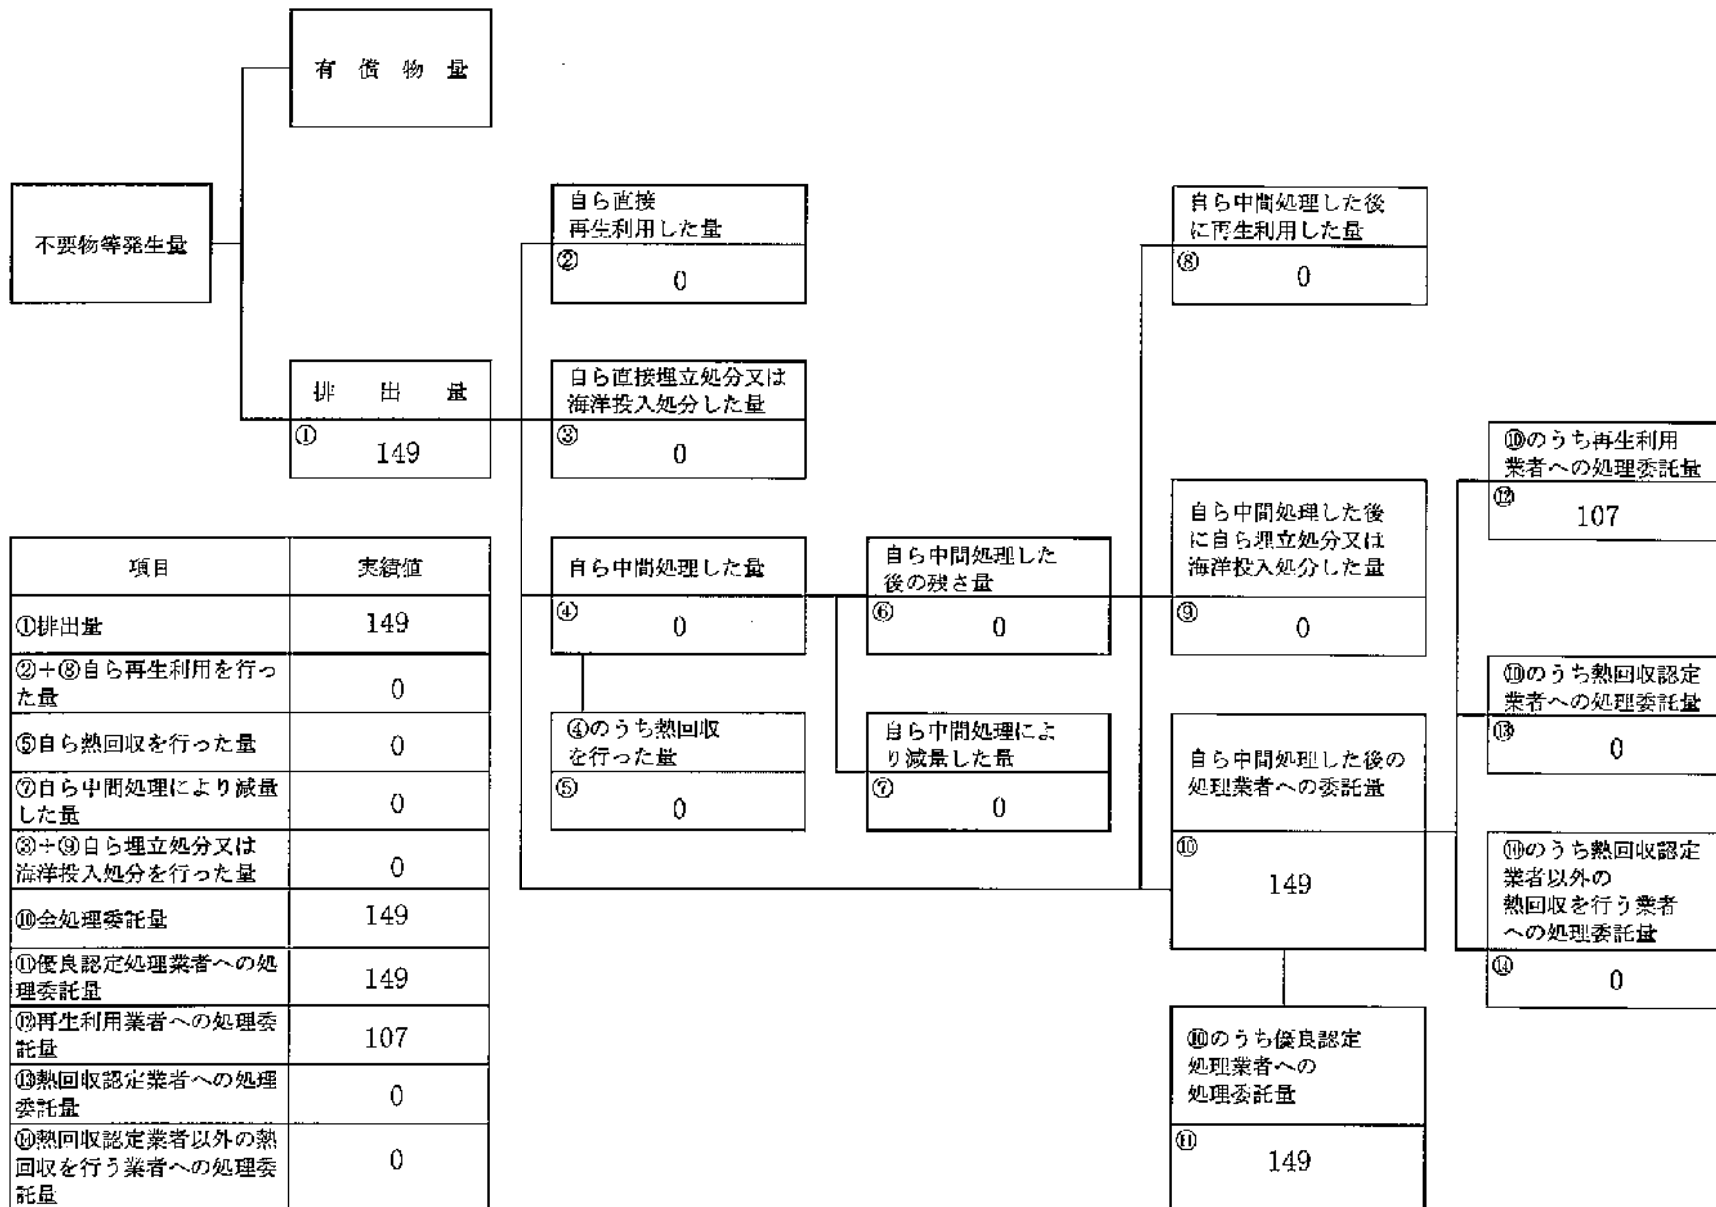 有償物量
不要物等発生量
排出量
①
149
自ら直接
再生利用した量
②
0
自ら直接埋立処分又は
海洋投入処分した量
③
0
自ら中間処理した量
④
0
④のうち熱回収
を行った量
⑤
0
自ら中間処理した
後の残さ量
⑥
0
自ら中間処理によ
り減量した量
⑦
0
自ら中間処理した後
に再生利用した量
⑧
0
自ら中間処理した後
に自ら埋立処分又は
海洋投入処分した量
⑨
0
自ら中間処理した後の
処理業者への委託量
⑩
149
⑩のうち優良認定
処理業者への
処理委託量
⑪
149
⑩のうち再生利用
業者への処理委託量
⑫
107
⑩のうち熱回収認定
業者への処理委託量
⑬
0
⑩のうち熱回収認定
業者以外の
熱回収を行う業者
への処理委託量
⑭
0
項目 実績値
①排出量 149
②+⑧自ら再生利用を行っ
た量 0
⑤自ら熱回収を行った量 0
⑦自ら中間処理により減量
した量 0
③+⑨自ら埋立処分又は
海洋投入処分を行った量 0
⑩全処理委託量 149
⑪優良認定処理業者への処
理委託量 149
⑫再生利用業者への処理委
託量 107
⑬熱回収認定業者への処理
委託量 0
⑭熱回収認定業者以外の熱
回収を行う業者への処理委
託量 0